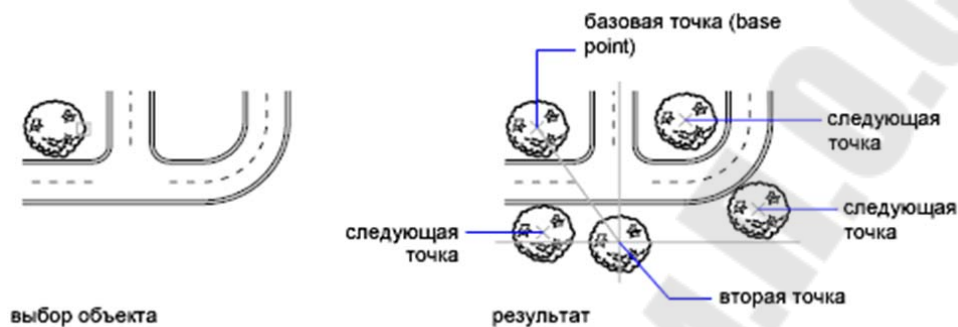 базовая точка (base
point)
следующая
точка
следующая
точка
следующая
точка
вторая точка
выбор объекта
результат